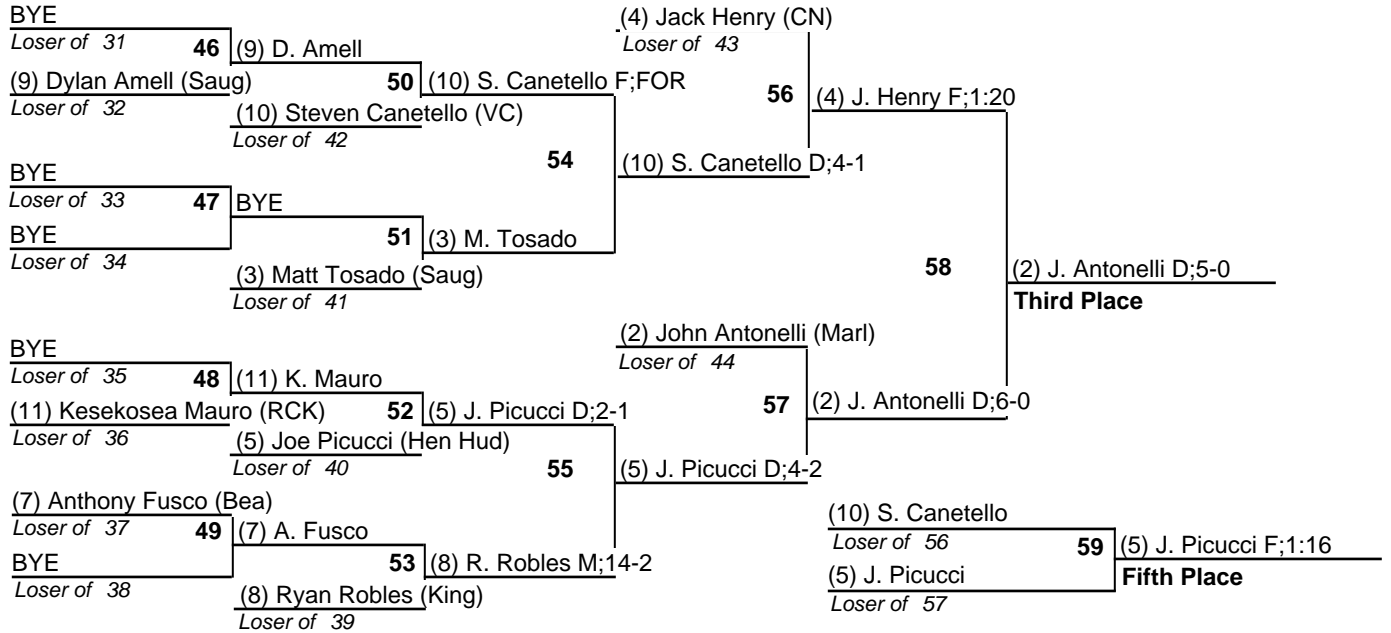 BYE
Loser of 31
46
(9) D. Amell
(9) Dylan Amell (Saug)
Loser of 32
50
(10) S. Canetello F;FOR
(10) Steven Canetello (VC)
Loser of 42
54
(10) S. Canetello D;4-1
BYE
Loser of 33
47
BYE
BYE
Loser of 34
51
(3) M. Tosado
(3) Matt Tosado (Saug)
Loser of 41
(4) Jack Henry (CN)
Loser of 43
56
(4) J. Henry F;1:20
58
(2) J. Antonelli D;5-0
Third Place
BYE
Loser of 35
48
(11) K. Mauro
(11) Kesekosea Mauro (RCK)
Loser of 36
52
(5) J. Picucci D;2-1
(5) Joe Picucci (Hen Hud)
Loser of 40
55
(5) J. Picucci D;4-2
(7) Anthony Fusco (Bea)
Loser of 37
49
(7) A. Fusco
BYE
Loser of 38
53
(8) R. Robles M;14-2
(8) Ryan Robles (King)
Loser of 39
(2) John Antonelli (Marl)
Loser of 44
57
(2) J. Antonelli D;6-0
(10) S. Canetello
Loser of 56
59
(5) J. Picucci F;1:16
(5) J. Picucci
Loser of 57
Fifth Place